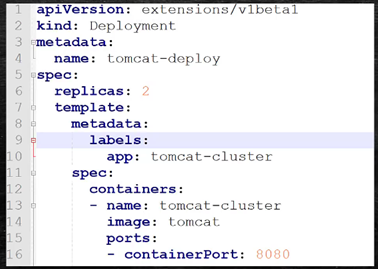 1 apiVersion: extensions/v1beta1
2 kind: Deployment
3 metadata:
4   name: tomcat-deploy
5 spec:
6   replicas: 2
7   template:
8     metadata:
9       labels:
10         app: tomcat-cluster
11     spec:
12       containers:
13       - name: tomcat-cluster
14         image: tomcat
15         ports:
16         - containerPort: 8080